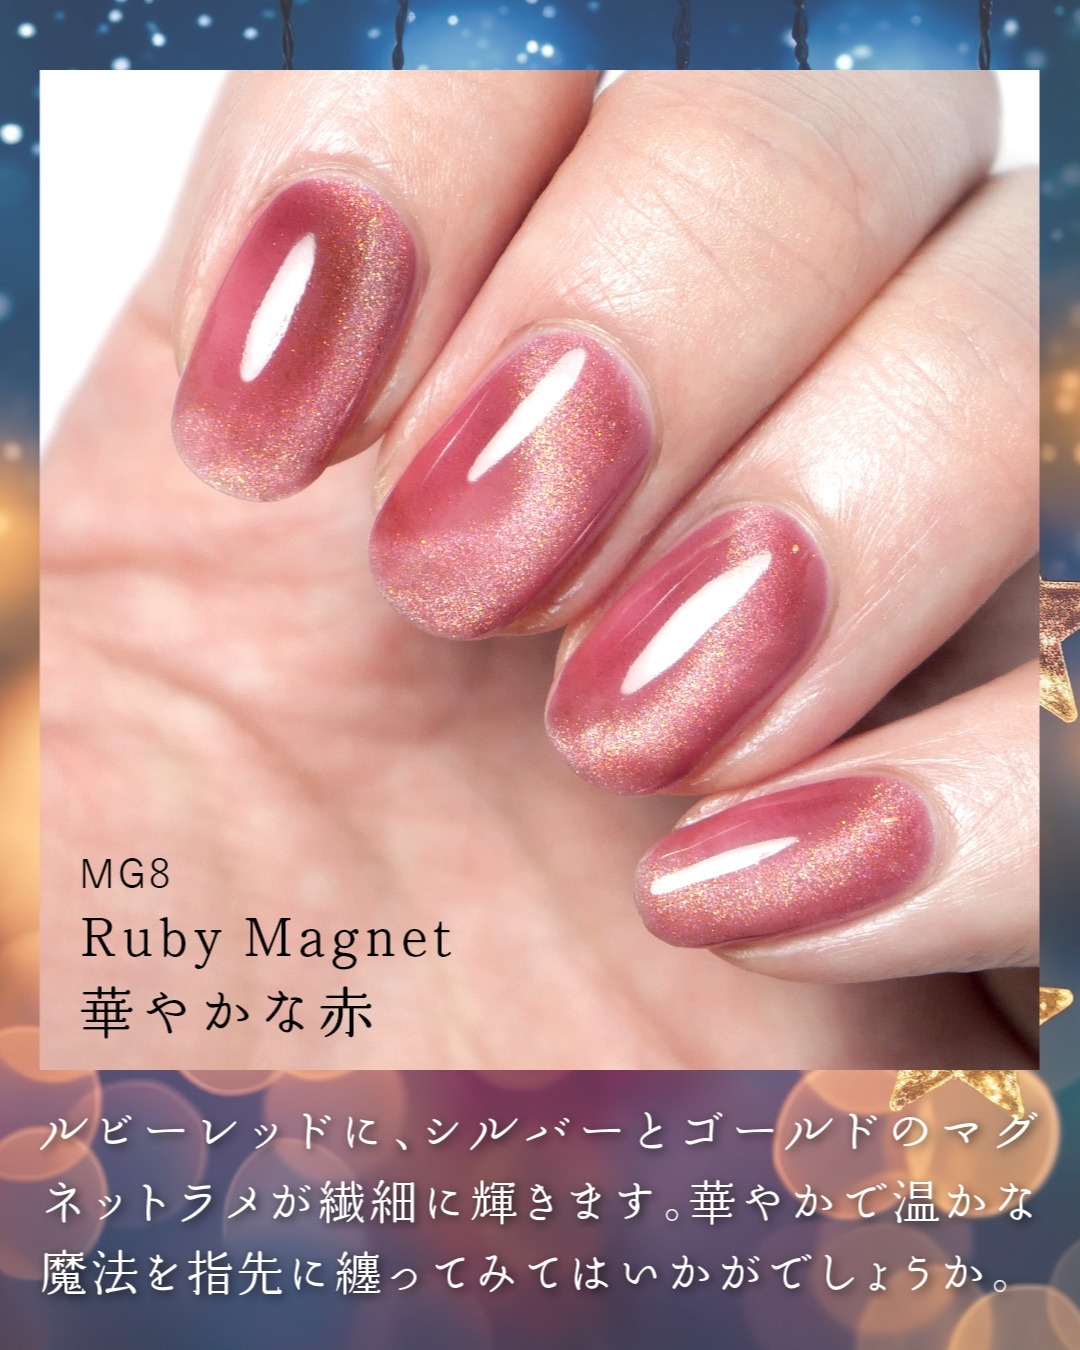 MG8
Ruby Magnet
華やかな赤
ルビーレッドに、シルバーとゴールドのマグ
ネットラメが繊細に輝きます。華やかで温かな
魔法を指先に纏ってみてはいかがでしょうか。